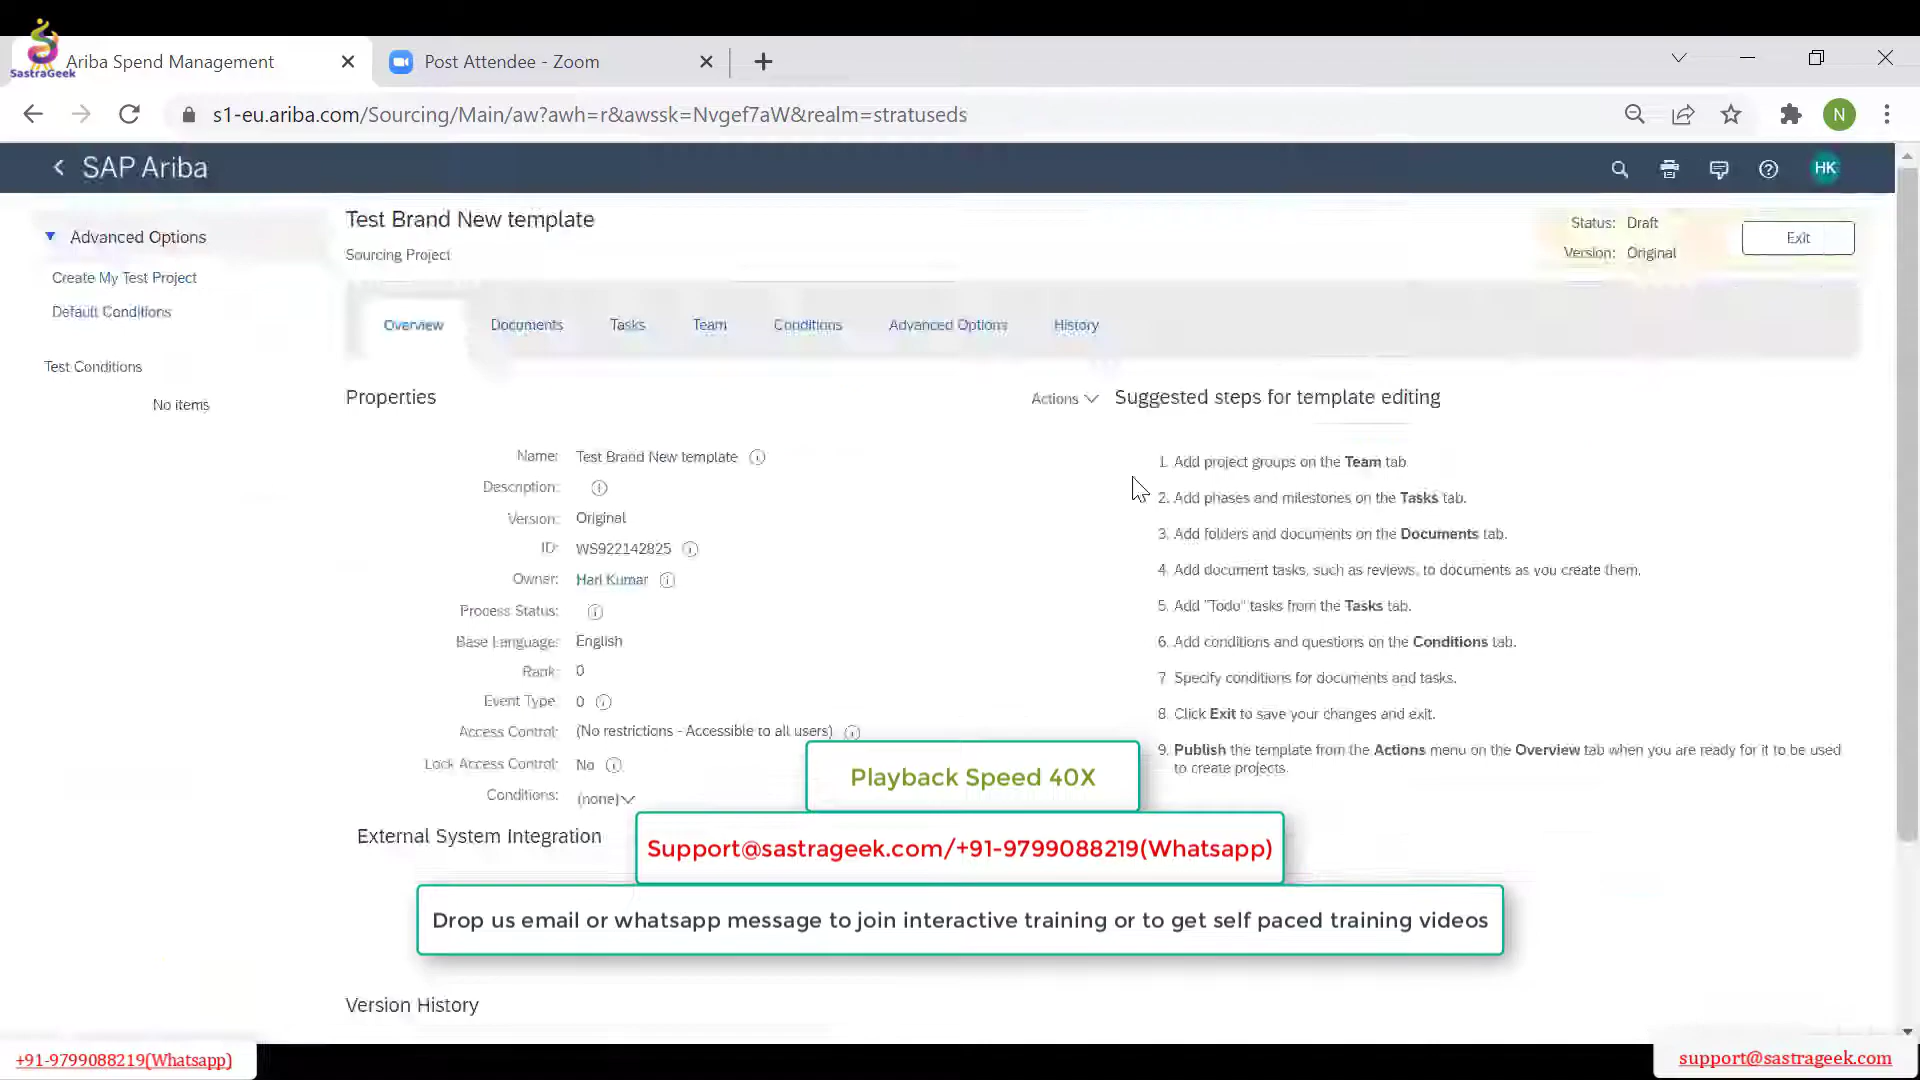 SastraGeek
Ariba Spend Management
Post Attendee - Zoom
s1-eu.ariba.com/Sourcing/Main/aw?awh=r&awssk=Nvgef7aW&realm=stratuseds
N
SAP Ariba
HK
Advanced Options
Create My Test Project
Default Conditions
Test Conditions
No items
Test Brand New template
Sourcing Project
Status: Draft
Version: Original
Exit
Overview
Documents
Tasks
Team
Conditions
Advanced Options
History
Properties
Actions
Name: Test Brand New template
Description:
Version: Original
ID: WS922142825
Owner: Hari Kumar
Process Status:
Base Language: English
Rank: 0
Event Type: 0
Access Control: (No restrictions - Accessible to all users)
Lock Access Control: No
Conditions: (none)
Suggested steps for template editing
1. Add project groups on the Team tab.
2. Add phases and milestones on the Tasks tab.
3. Add folders and documents on the Documents tab.
4. Add document tasks, such as reviews, to documents as you create them.
5. Add "Todo" tasks from the Tasks tab.
6. Add conditions and questions on the Conditions tab.
7. Specify conditions for documents and tasks.
8. Click Exit to save your changes and exit.
9. Publish the template from the Actions menu on the Overview tab when you are ready for it to be used
to create projects.
Playback Speed 40X
External System Integration
Support@sastrageek.com/+91-9799088219(Whatsapp)
Drop us email or whatsapp message to join interactive training or to get self paced training videos
Version History
+91-9799088219(Whatsapp)
support@sastrageek.com